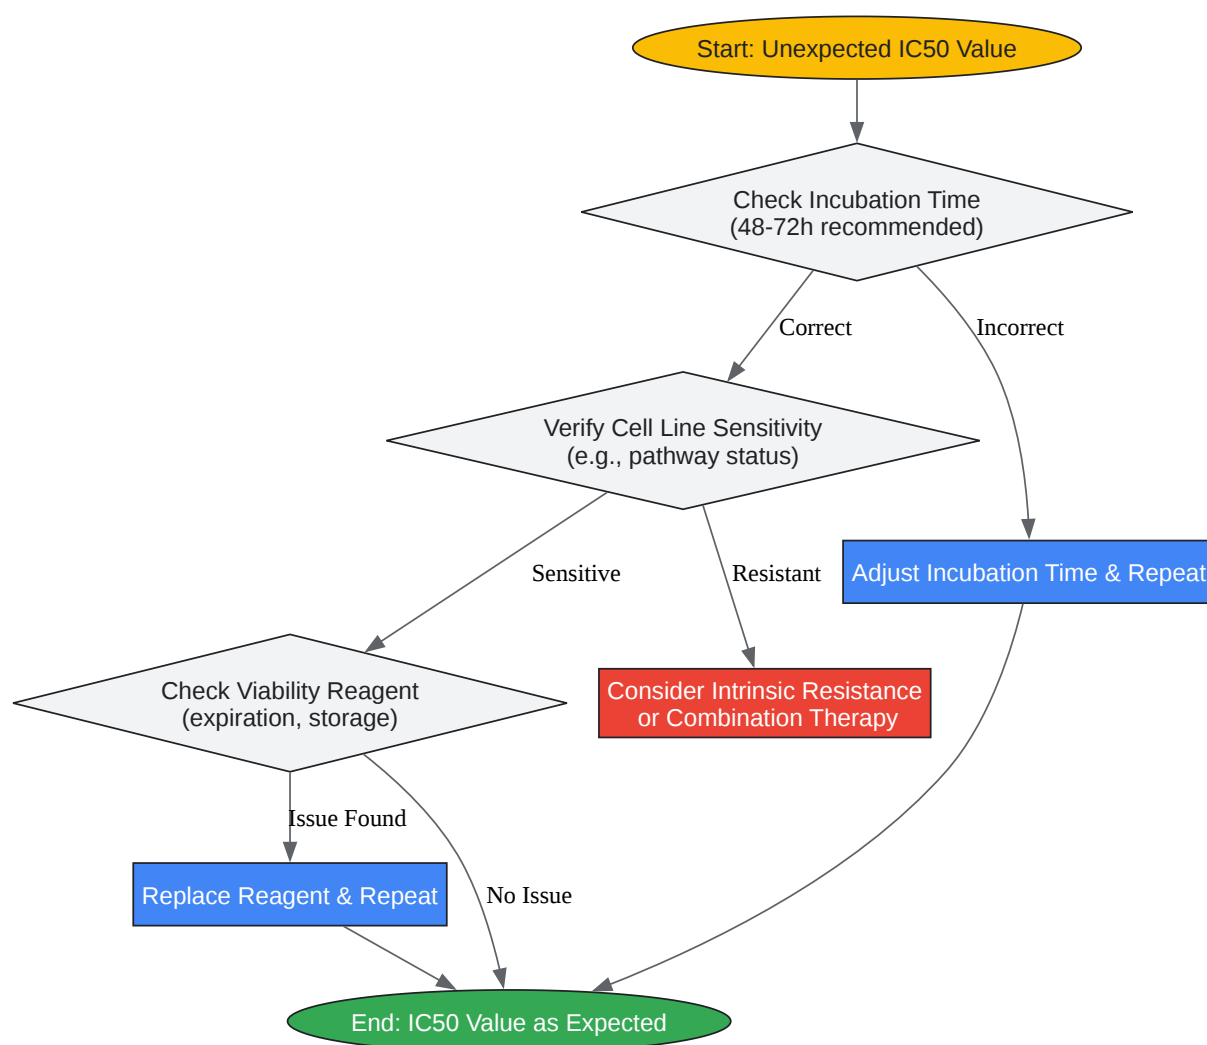 Start: Unexpected IC50 Value
Check Incubation Time
(48-72h recommended)
Correct
Incorrect
Verify Cell Line Sensitivity
(e.g., pathway status)
Sensitive
Resistant
Adjust Incubation Time & Repeat
Check Viability Reagent
(expiration, storage)
Consider Intrinsic Resistance
or Combination Therapy
Issue Found
Replace Reagent & Repeat
No Issue
End: IC50 Value as Expected